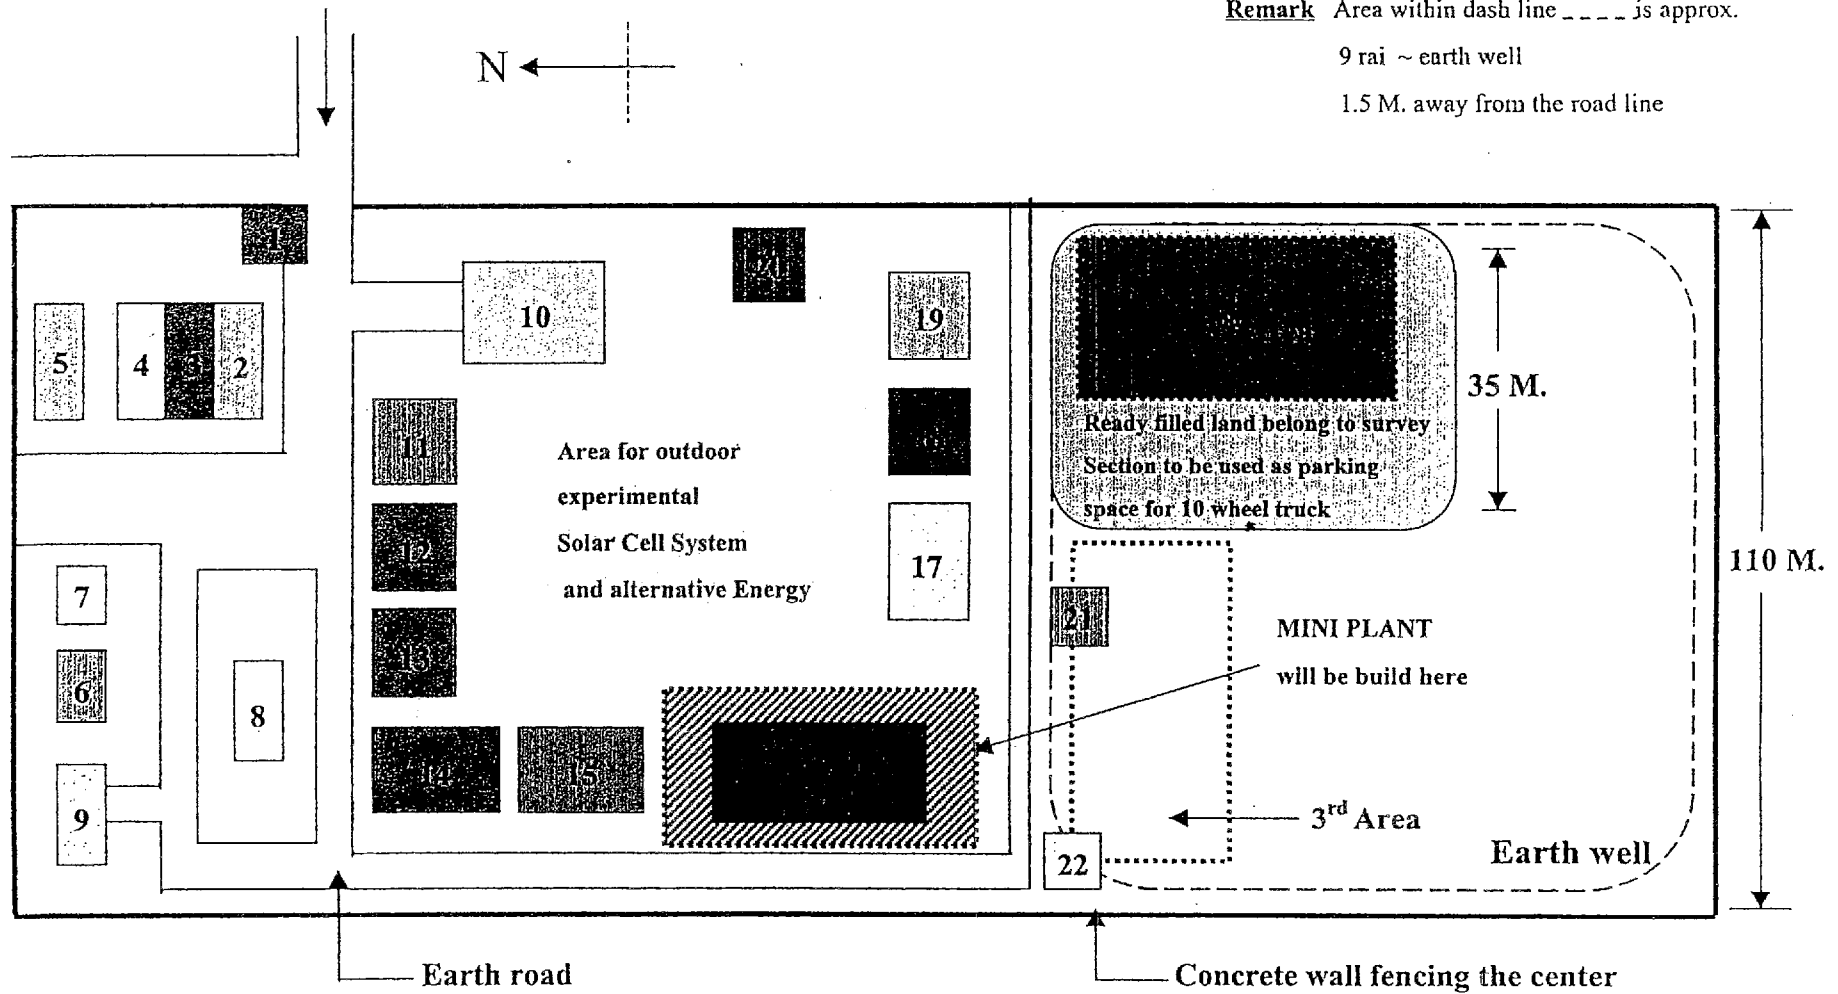 Remark Area within dash line ____ is approx.
9 rai ~ earth well
1.5 M. away from the road line
N
1
5
4
3
2
10
19
11
12
13
14
15
17
7
6
8
9
21
22
Area for outdoor
experimental
Solar Cell System
and alternative Energy
Ready filled land belong to survey
Section to be used as parking
space for 10 wheel truck
35 M.
110 M.
MINI PLANT
will be build here
3rd Area
Earth well
Earth road
Concrete wall fencing the center